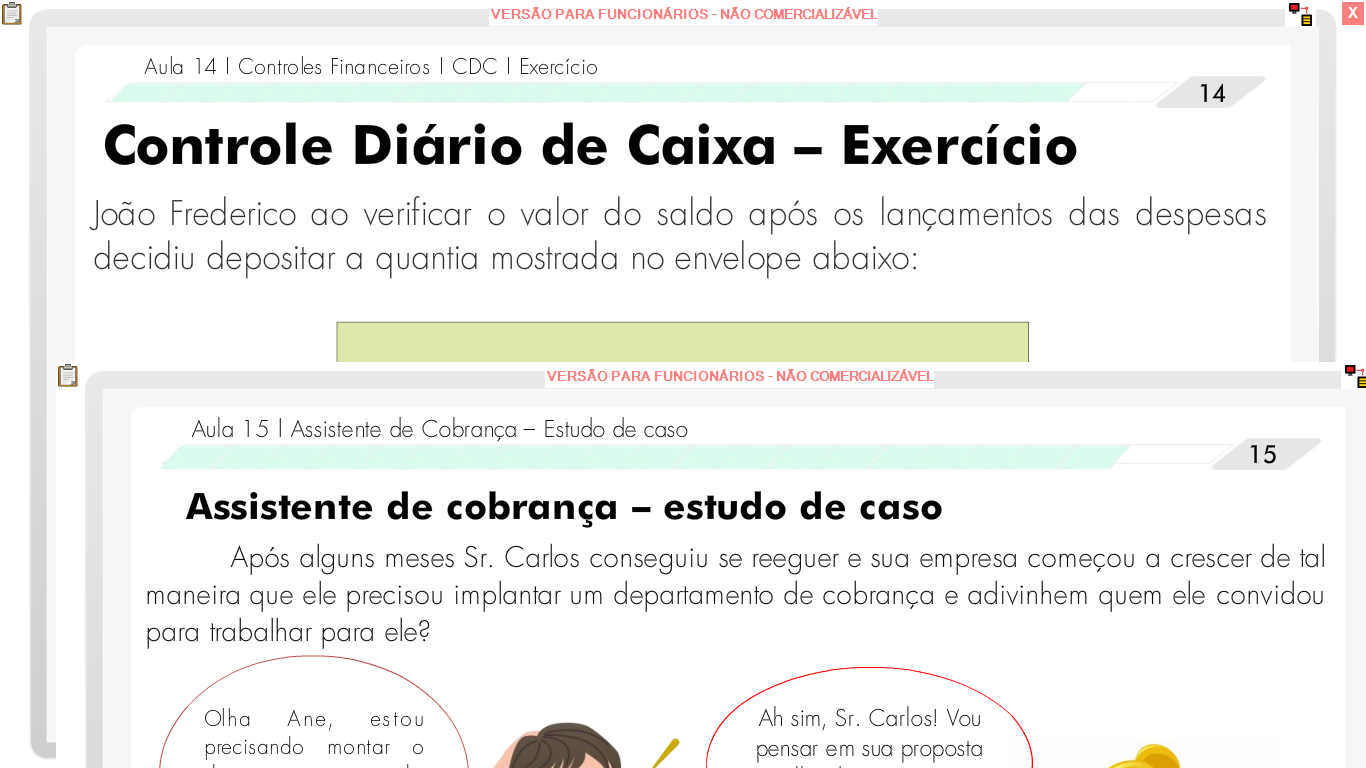 VERSÃO PARA FUNCIONÁRIOS - NÃO COMERCIALIZÁVEL
X
Aula 14 l Controles Financeiros l CDC l Exercício
14
Controle Diário de Caixa – Exercício
João Frederico ao verificar o valor do saldo após os lançamentos das despesas
decidiu depositar a quantia mostrada no envelope abaixo:
VERSÃO PARA FUNCIONÁRIOS - NÃO COMERCIALIZÁVEL
Aula 15 l Assistente de Cobrança – Estudo de caso
15
Assistente de cobrança – estudo de caso
Após alguns meses Sr. Carlos conseguiu se reeguer e sua empresa começou a crescer de tal
maneira que ele precisou implantar um departamento de cobrança e adivinhem quem ele convidou
para trabalhar para ele?
Olha Ane, estou
precisando montar o
Ah sim, Sr. Carlos! Vou
pensar em sua proposta